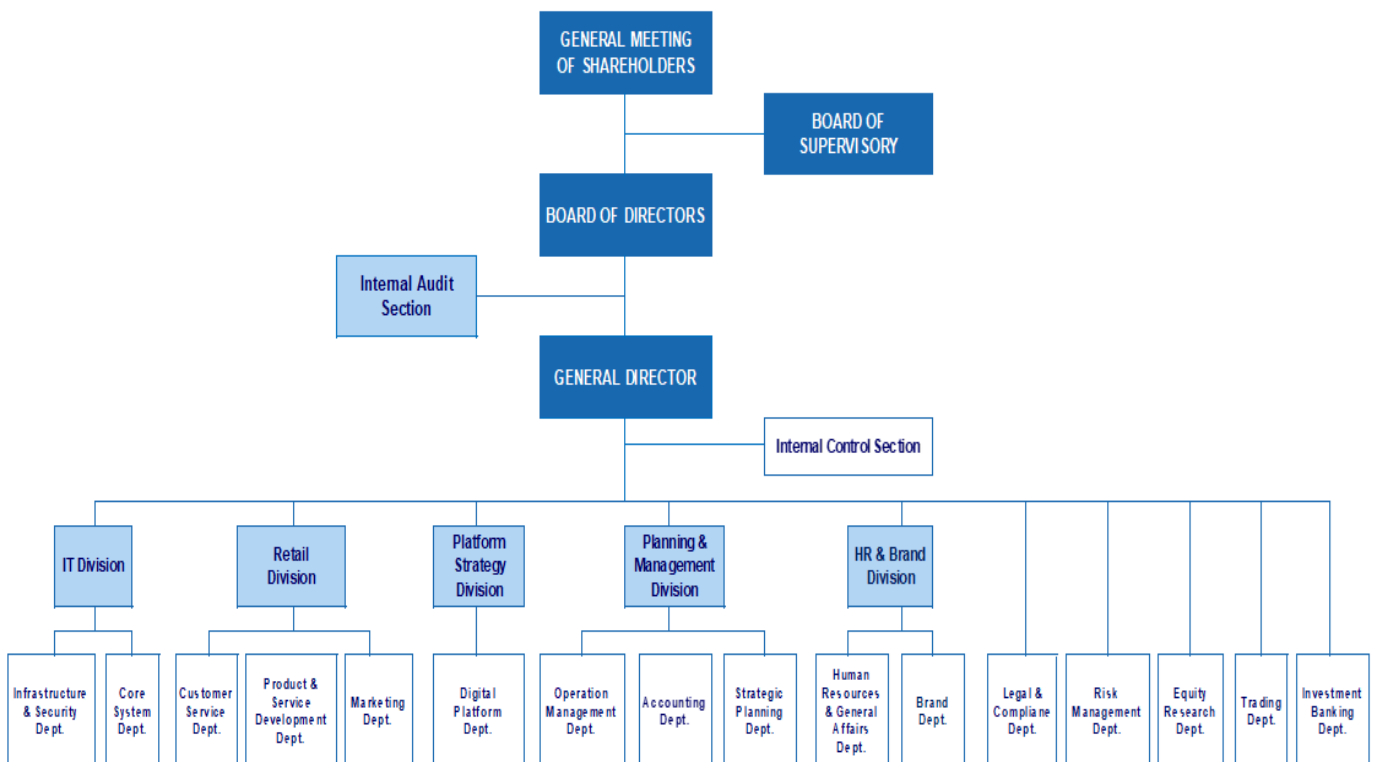 GENERAL MEETING
OF SHAREHOLDERS
BOARD OF
SUPERVISORY
BOARD OF DIRECTORS
Internal Audit
Section
GENERAL DIRECTOR
Internal Control Section
IT Division
Retail
Division
Platform
Strategy
Division
Planning &
Management
Division
HR & Brand
Division
Infrastructure
& Security
Dept.
Core
System
Dept.
Customer
Service
Dept.
Product &
Service
Development
Dept.
Marketing
Dept.
Digital
Platform
Dept.
Operation
Management
Dept.
Accounting
Dept.
Strategic
Planning
Dept.
Human
Resources
& General
Affairs
Dept.
Brand
Dept.
Legal &
Compliane
Dept.
Risk
Management
Dept.
Equity
Research
Dept.
Trading
Dept.
Investment
Banking
Dept.